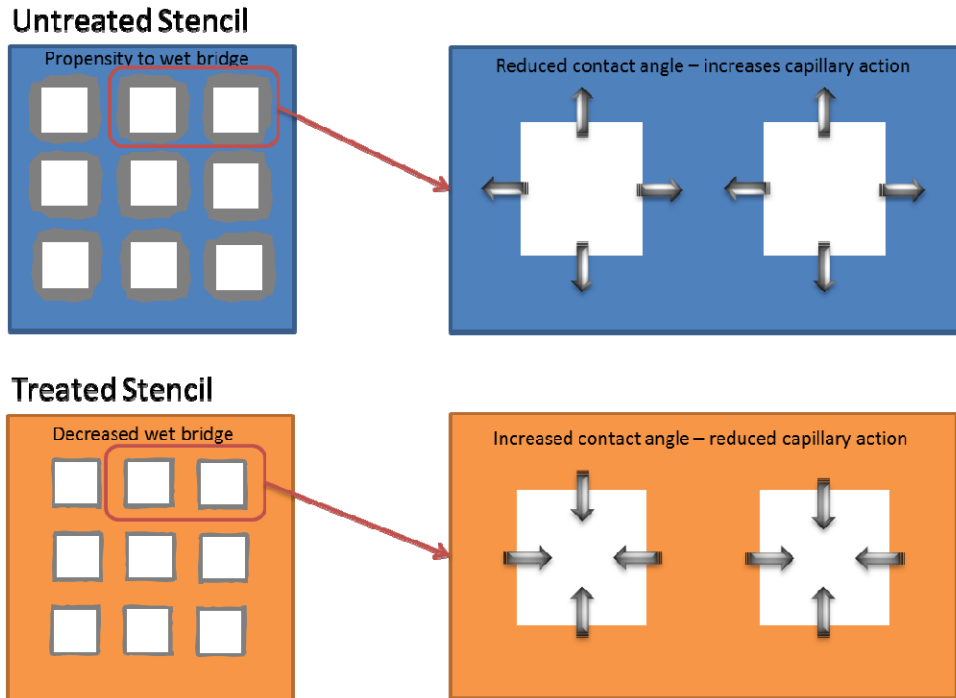 Untreated Stencil
Propensity to wet bridge
Reduced contact angle – increases capillary action
Treated Stencil
Decreased wet bridge
Increased contact angle – reduced capillary action